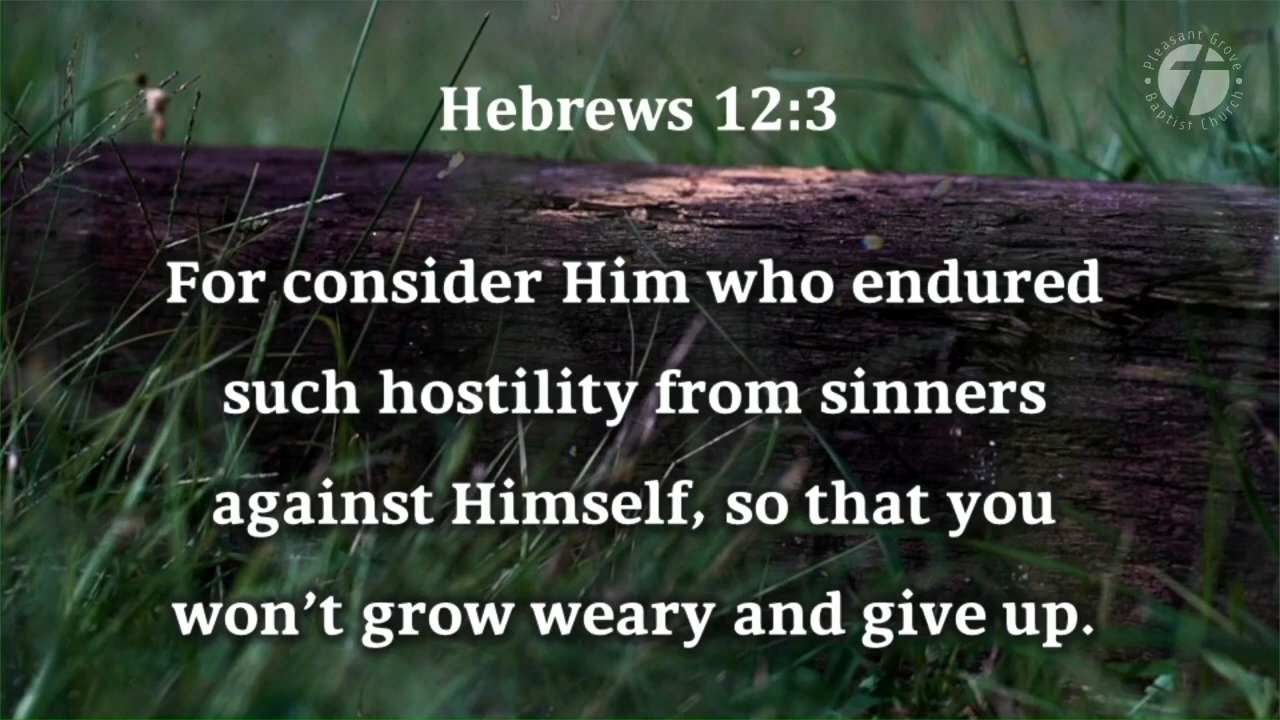 Pleasant Grove
Baptist Church
Hebrews 12:3
For consider Him who endured
such hostility from sinners
against Himself, so that you
won’t grow weary and give up.